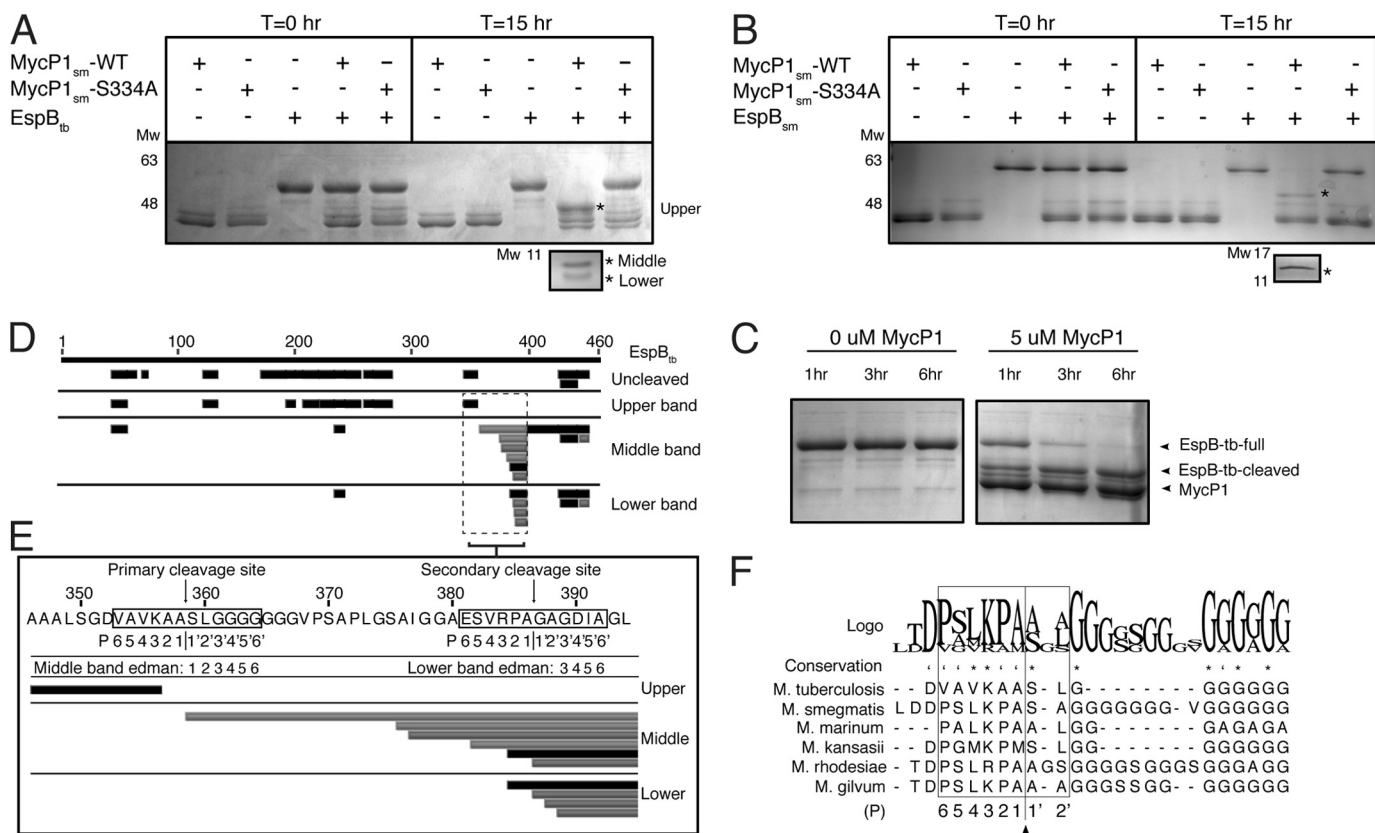 A
T=0 hr T=15 hr
MycP1sm-WT + - - + - + - - + -
MycP1sm-S334A - + - - + - + - - +
EspBtb - - + + + - - + + +
Mw
63
48
Upper
Mw 11
* Middle
* Lower
*
B
T=0 hr T=15 hr
MycP1sm-WT + - - + - + - - + -
MycP1sm-S334A - + - - + - + - - +
EspBsm - - + + + - - + + +
Mw
63
48
*
Mw 17
11
*
D
1 100 200 300 400 460
EspBtb
Uncleaved
Upper band
Middle band
Lower band
C
0 uM MycP1 5 uM MycP1
1hr 3hr 6hr 1hr 3hr 6hr
EspB-tb-full
EspB-tb-cleaved
MycP1
E
Primary cleavage site Secondary cleavage site
350 360 370 380 390
AAALSGDVAVKAASLGGGGGGGVPSAPLGSAIGGAESVRPAGAGDIAGL
P 6 5 4 3 2 1 1' 2' 3' 4' 5' 6' P 6 5 4 3 2 1 1' 2' 3' 4' 5' 6'
Middle band edman: 1 2 3 4 5 6 Lower band edman: 3 4 5 6
Upper
Middle
Lower
F
Logo
Conservation
M. tuberculosis - - D V A V K A A S - L G - - - - - - - - G G G G G G
M. smegmatis L D D P S L K P A S - A G G G G G G G - V G G G G G G
M. marinum - - - P A L K P A A - L G G - - - - - - - G A G A G A
M. kansasii - - D P G M K P M S - L G G - - - - - - - G G G G G G
M. rhodesiae - T D P S L R P A A G S G G G G S G G G S G G G A G G
M. gilvum - T D P S L K P A A - A G G G S G G - - G G G G G G
(P) 6 5 4 3 2 1 1' 2'